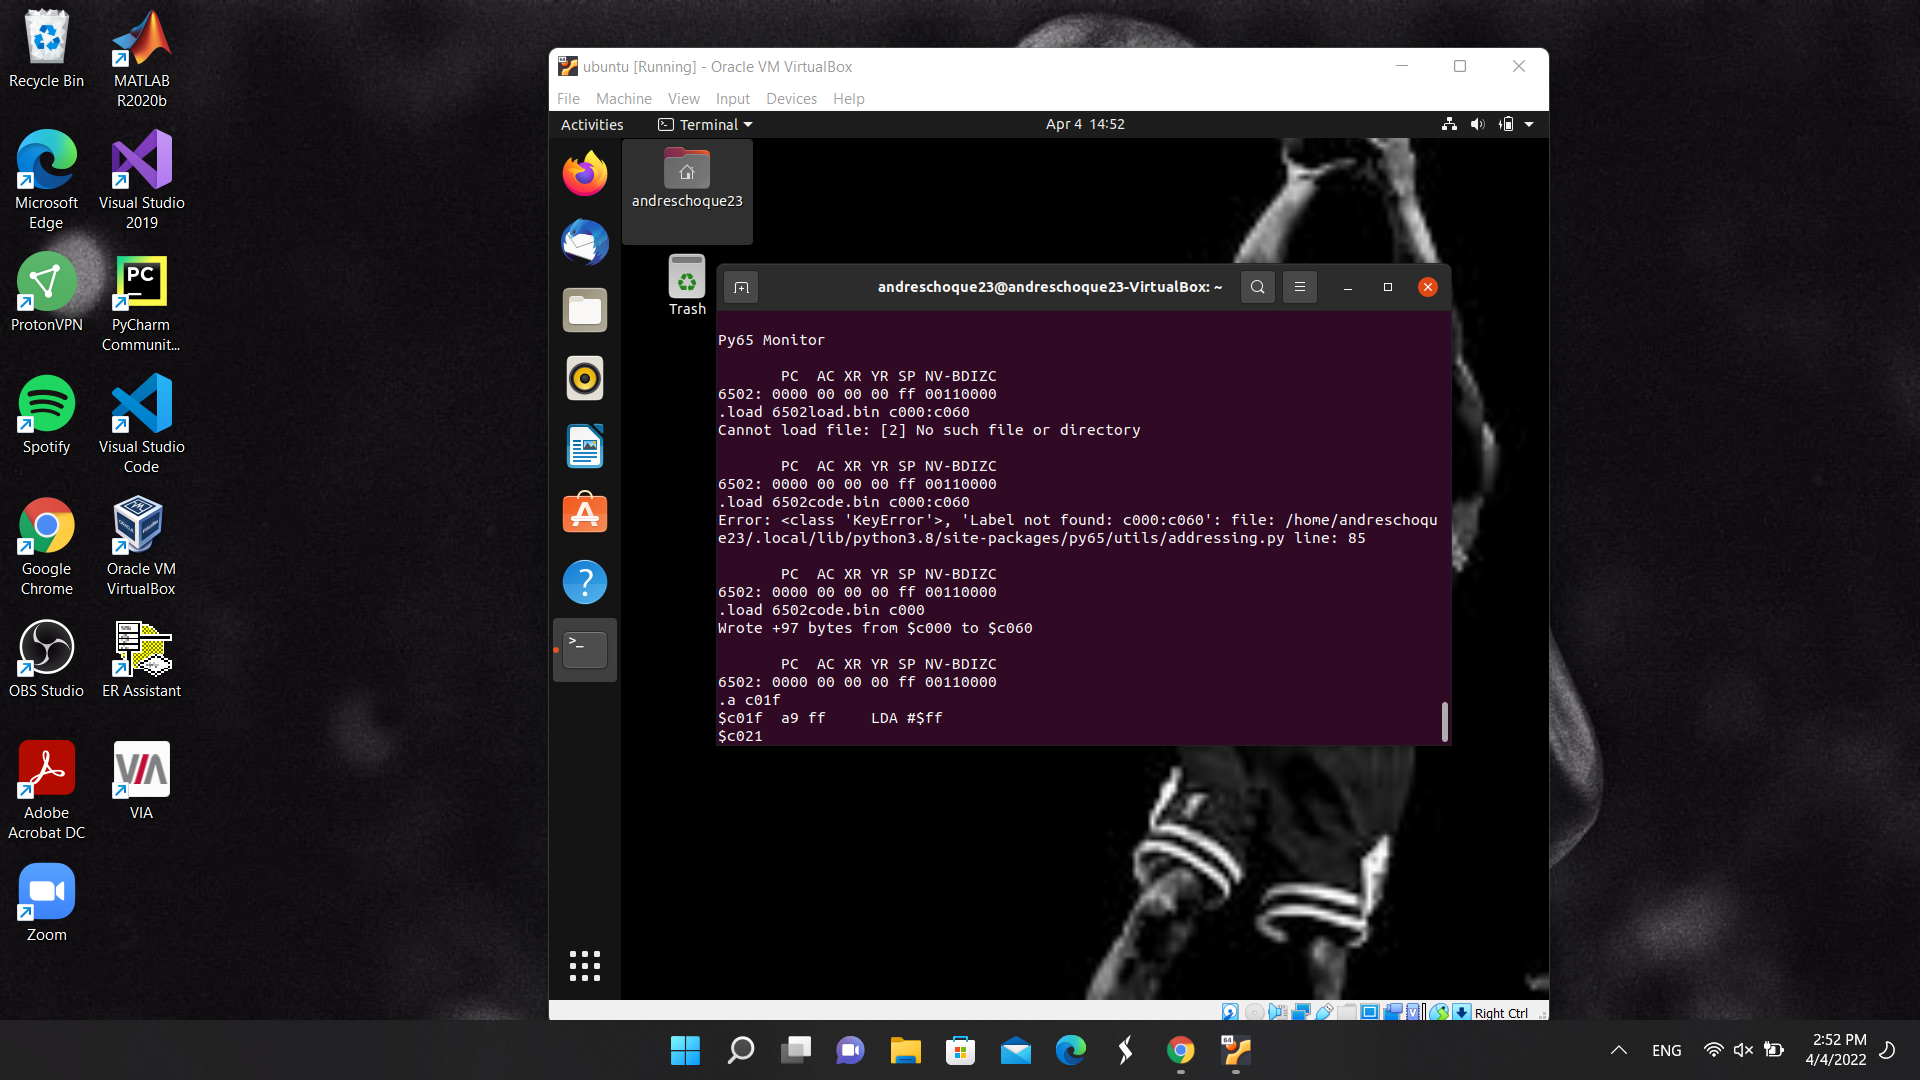 Recycle Bin
MATLAB
R2020b
Microsoft
Edge
Visual Studio
2019
ProtonVPN
PC
PyCharm
Communit...
Spotify
Visual Studio
Code
Google
Chrome
Oracle VM
VirtualBox
OBS Studio
ER Assistant
Adobe
Acrobat DC
VIA
VIA
Zoom
ubuntu [Running] - Oracle VM VirtualBox
File Machine View Input Devices Help
Activities Terminal Apr 4 14:52
andreschoque23
Trash
andreschoque23@andreschoque23-VirtualBox: ~
Py65 Monitor
PC AC XR YR SP NV-BDIZC
6502: 0000 00 00 00 ff 00110000
.load 6502load.bin c000:c060
Cannot load file: [2] No such file or directory
PC AC XR YR SP NV-BDIZC
6502: 0000 00 00 00 ff 00110000
.load 6502code.bin c000:c060
Error: <class 'KeyError'>, 'Label not found: c000:c060': file: /home/andreschoqu
e23/.local/lib/python3.8/site-packages/py65/utils/addressing.py line: 85
PC AC XR YR SP NV-BDIZC
6502: 0000 00 00 00 ff 00110000
.load 6502code.bin c000
Wrote +97 bytes from $c000 to $c060
PC AC XR YR SP NV-BDIZC
6502: 0000 00 00 00 ff 00110000
.a c01f
$c01f a9 ff LDA #$ff
$c021
>_
Right Ctrl
64
ENG
2:52 PM
4/4/2022